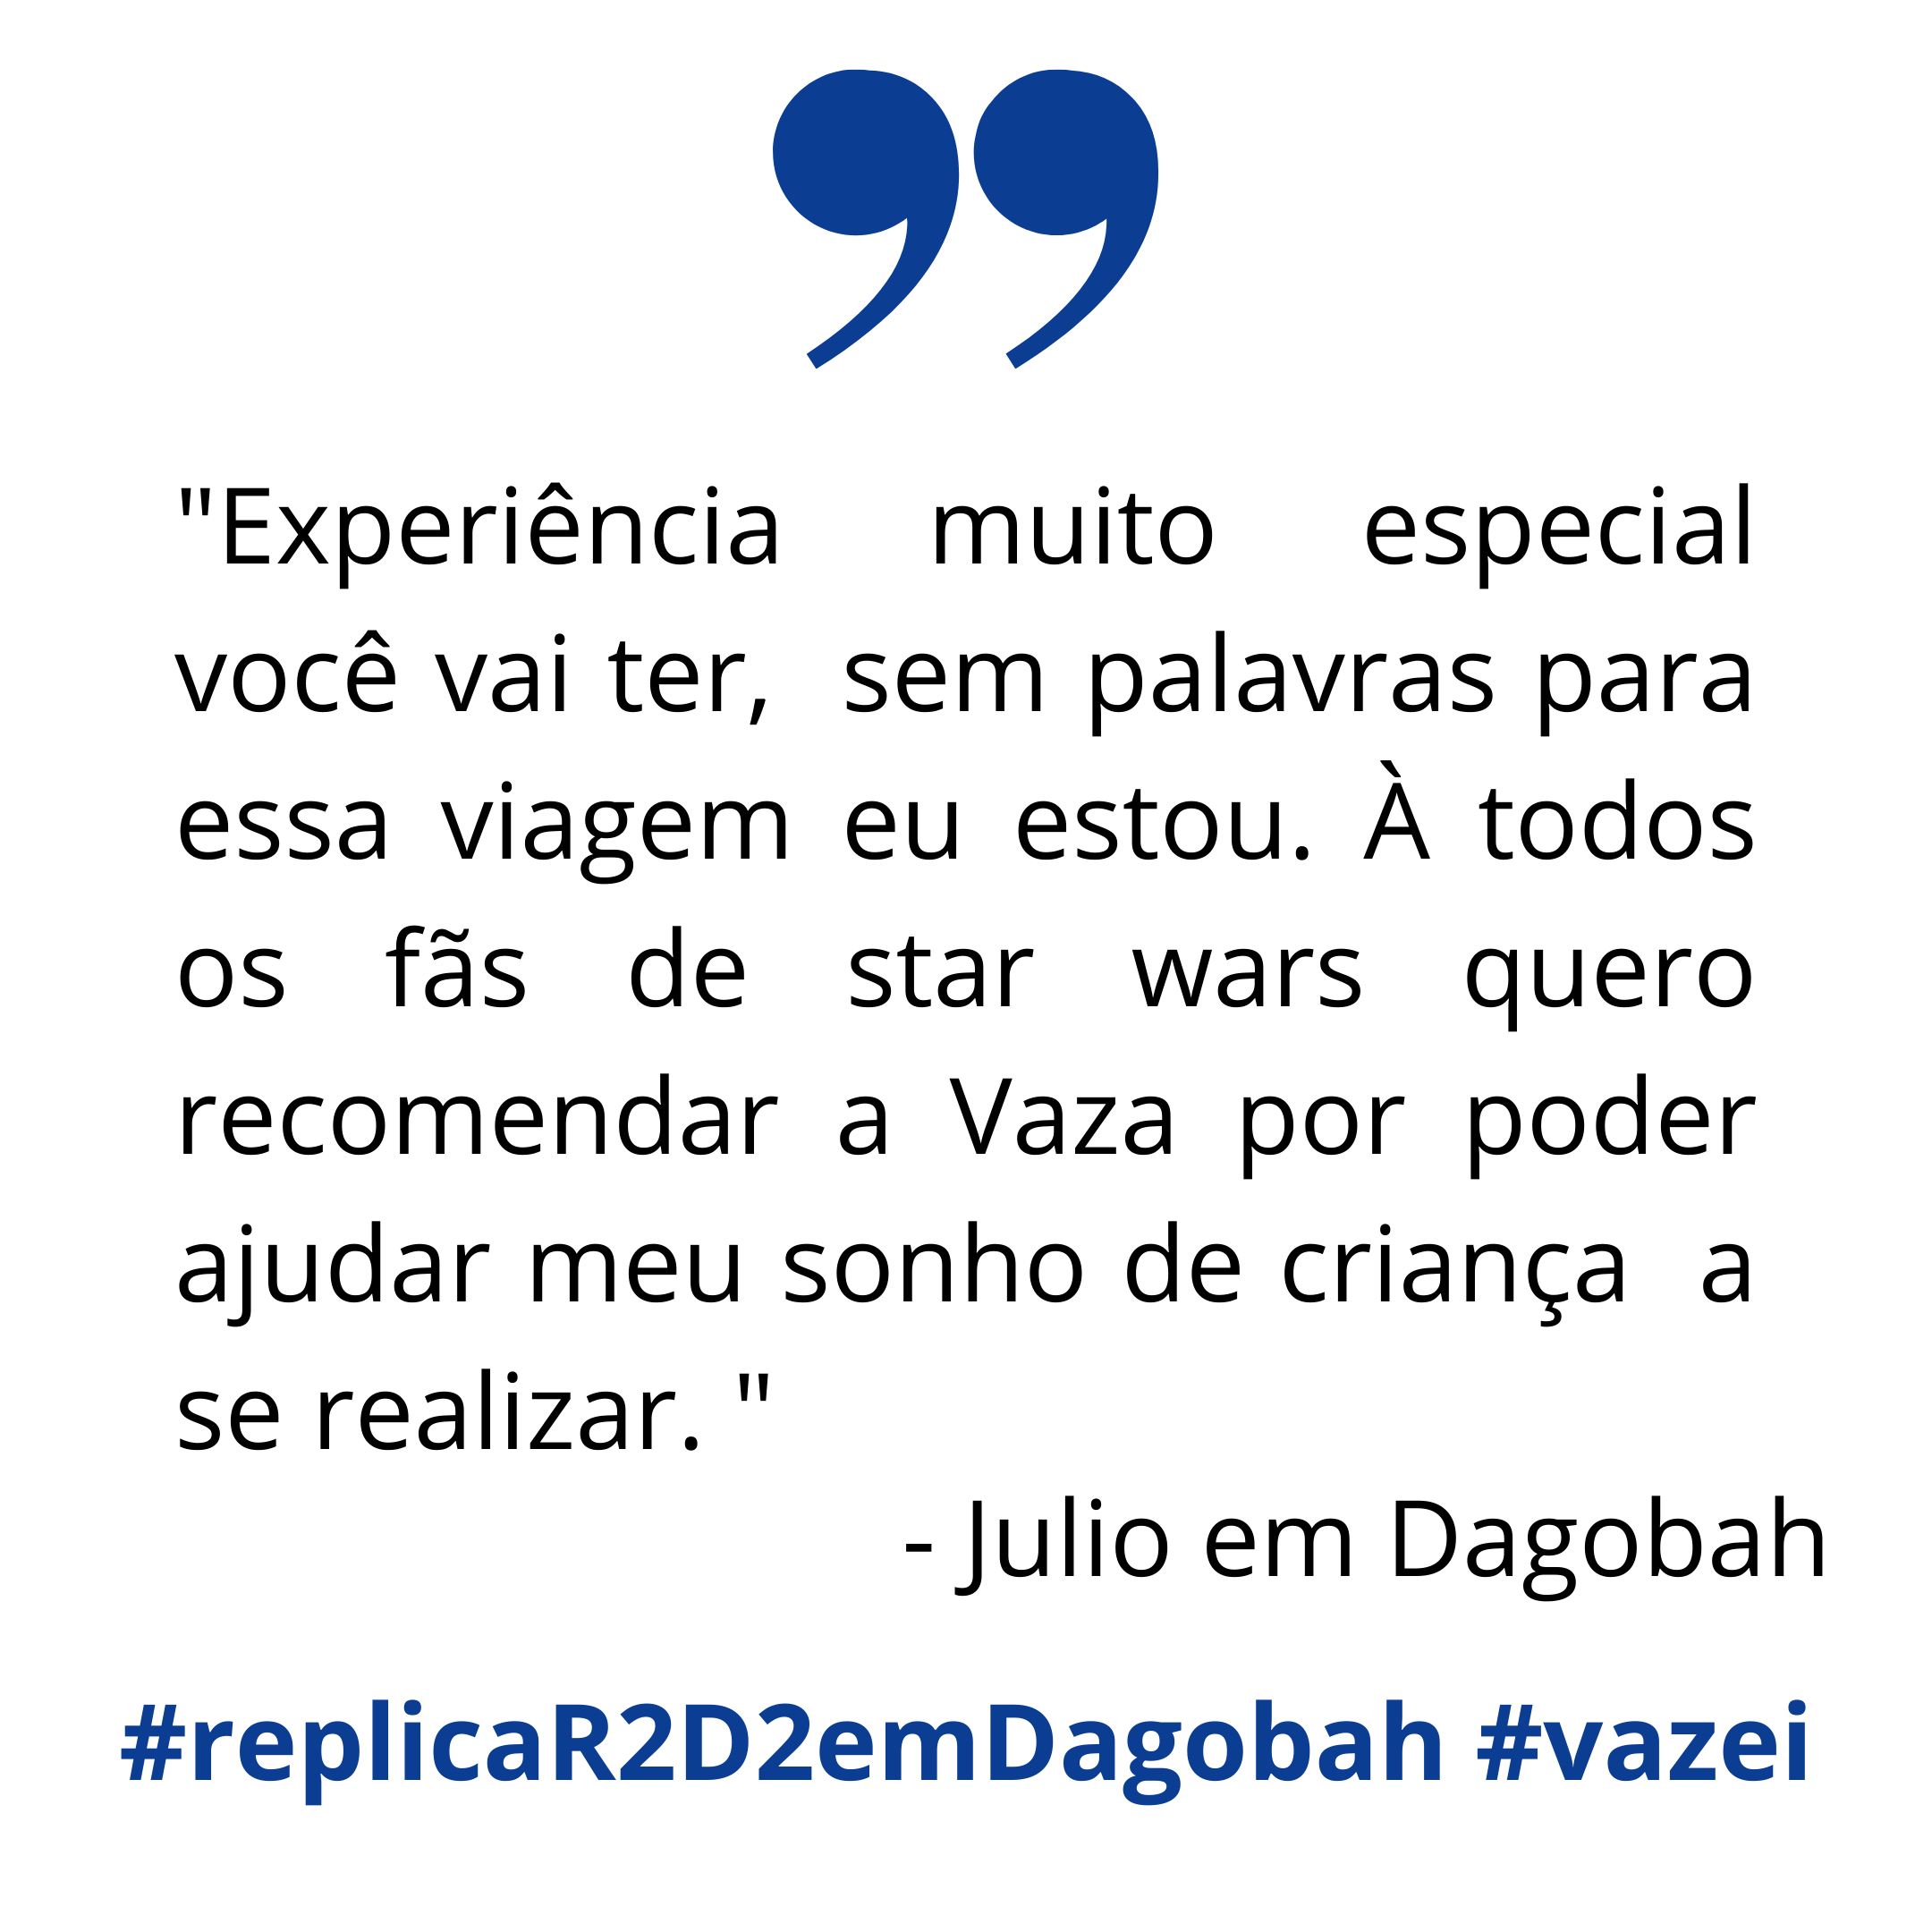 "Experiência muito especial
você vai ter, sem palavras para
essa viagem eu estou. À todos
os fãs de star wars quero
recomendar a Vaza por poder
ajudar meu sonho de criança a
se realizar. "
- Julio em Dagobah
#replicaR2D2emDagobah #vazei